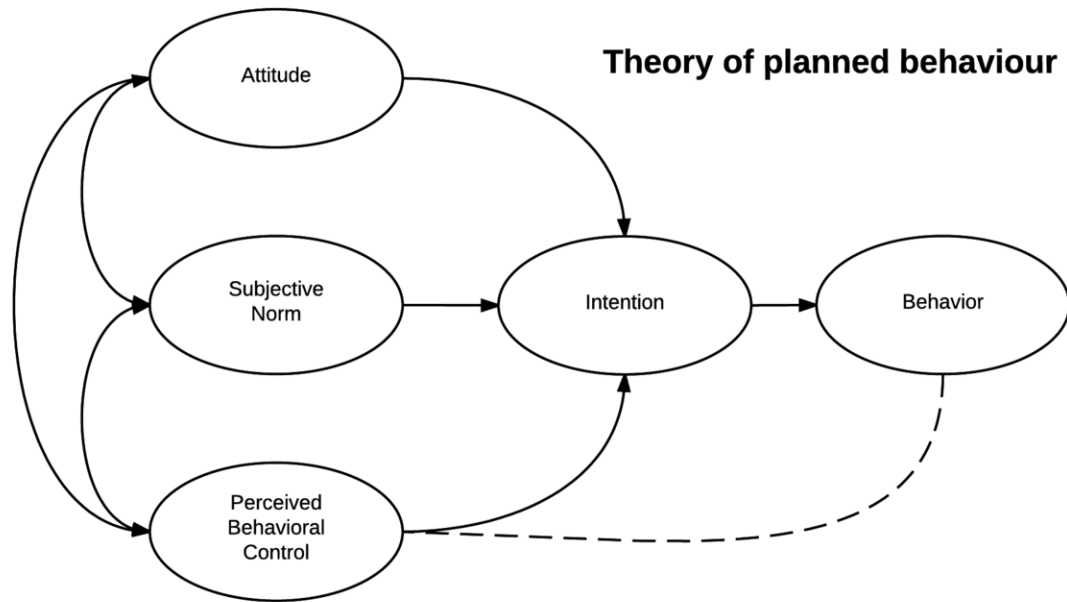 Theory of planned behaviour
Attitude
Subjective
Norm
Intention
Behavior
Perceived
Behavioral
Control